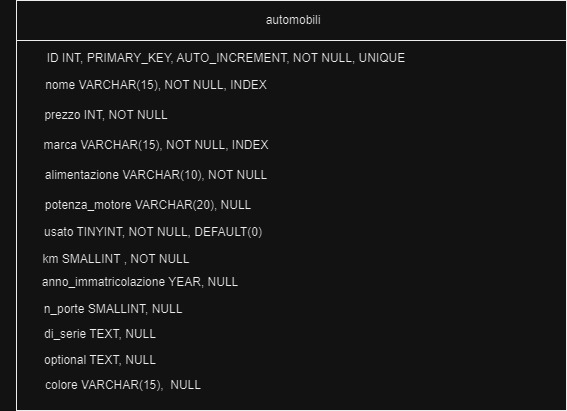 automobili
ID INT, PRIMARY_KEY, AUTO_INCREMENT, NOT NULL, UNIQUE
nome VARCHAR(15), NOT NULL, INDEX
prezzo INT, NOT NULL
marca VARCHAR(15), NOT NULL, INDEX
alimentazione VARCHAR(10), NOT NULL
potenza_motore VARCHAR(20), NULL
usato TINYINT, NOT NULL, DEFAULT(0)
km SMALLINT , NOT NULL
anno_immatricolazione YEAR, NULL
n_porte SMALLINT, NULL
di_serie TEXT, NULL
optional TEXT, NULL
colore VARCHAR(15),  NULL